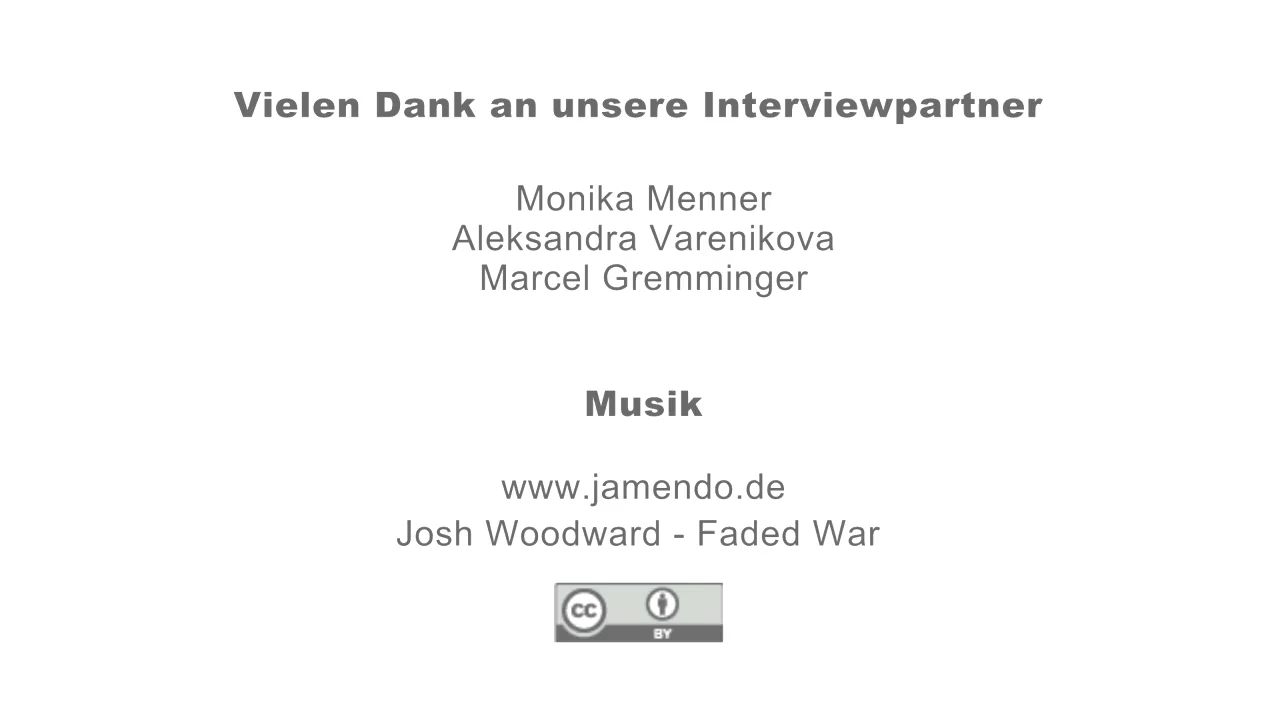 Vielen Dank an unsere Interviewpartner
Monika Menner
Aleksandra Varenikova
Marcel Gremminger
Musik
www.jamendo.de
Josh Woodward - Faded War
CC
BY